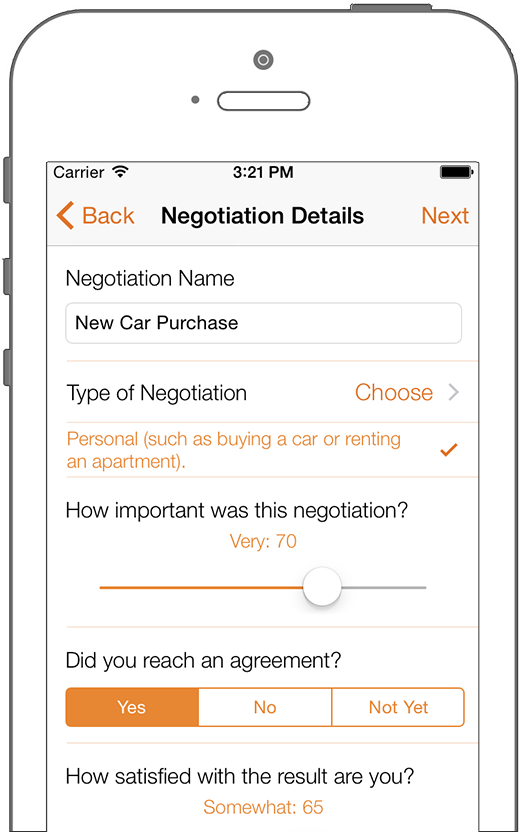 Carrier 3:21 PM
Back Negotiation Details Next
Negotiation Name
New Car Purchase
Type of Negotiation Choose
Personal (such as buying a car or renting
an apartment).
How important was this negotiation?
Very: 70
Did you reach an agreement?
Yes No Not Yet
How satisfied with the result are you?
Somewhat: 65